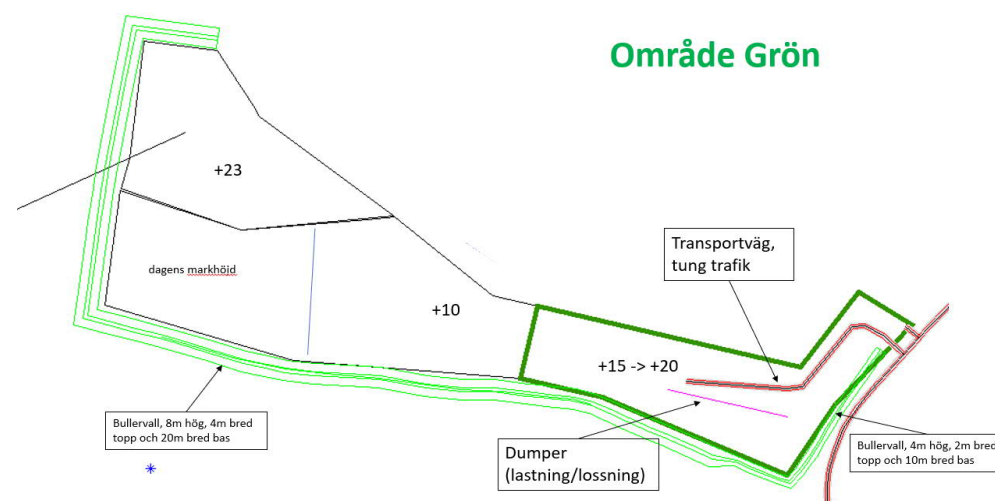 Område Grön
+23
Transportväg,
tung trafik
dagens markhöjd
+10
+15 -> +20
Bullervall, 8m hög, 4m bred
topp och 20m bred bas
Dumper
(lastning/lossning)
Bullervall, 4m hög, 2m bred
topp och 10m bred bas